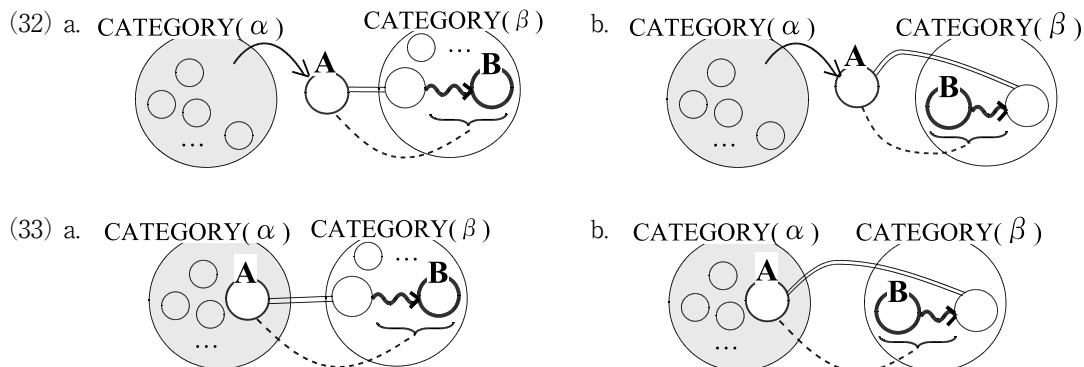 (32) a. CATEGORY(α) CATEGORY(β) b. CATEGORY(α) CATEGORY(β)
A … B A B
… …
(33) a. CATEGORY(α) CATEGORY(β) b. CATEGORY(α) CATEGORY(β)
A … B A B
… …